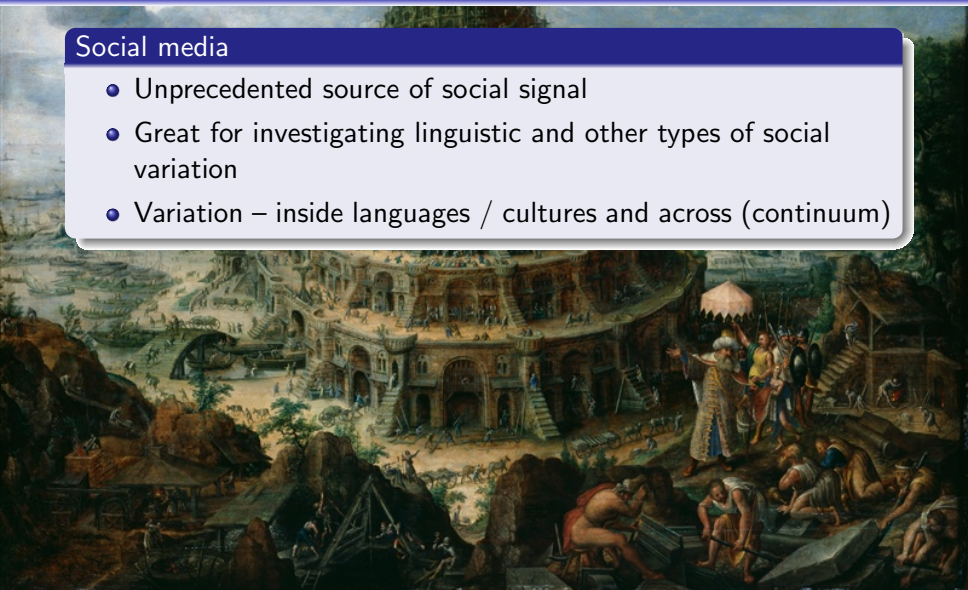 Social media
Unprecedented source of social signal
Great for investigating linguistic and other types of social
variation
Variation – inside languages / cultures and across (continuum)